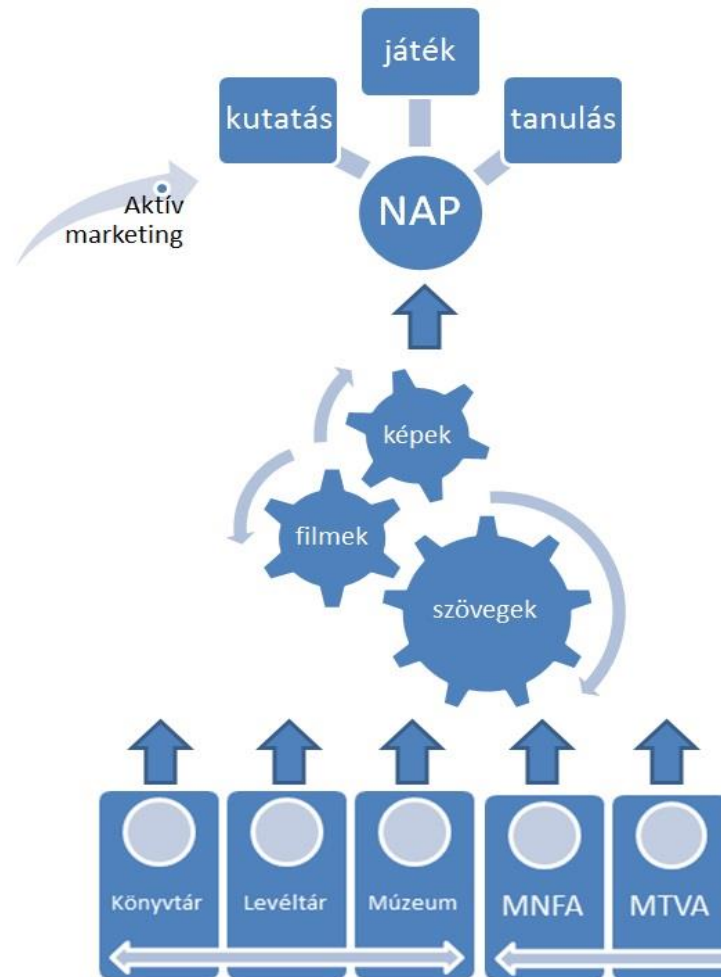 játék
kutatás
tanulás
NAP
Aktív
marketing
képek
filmek
szövegek
Könyvtár
Levéltár
Múzeum
MNFA
MTVA